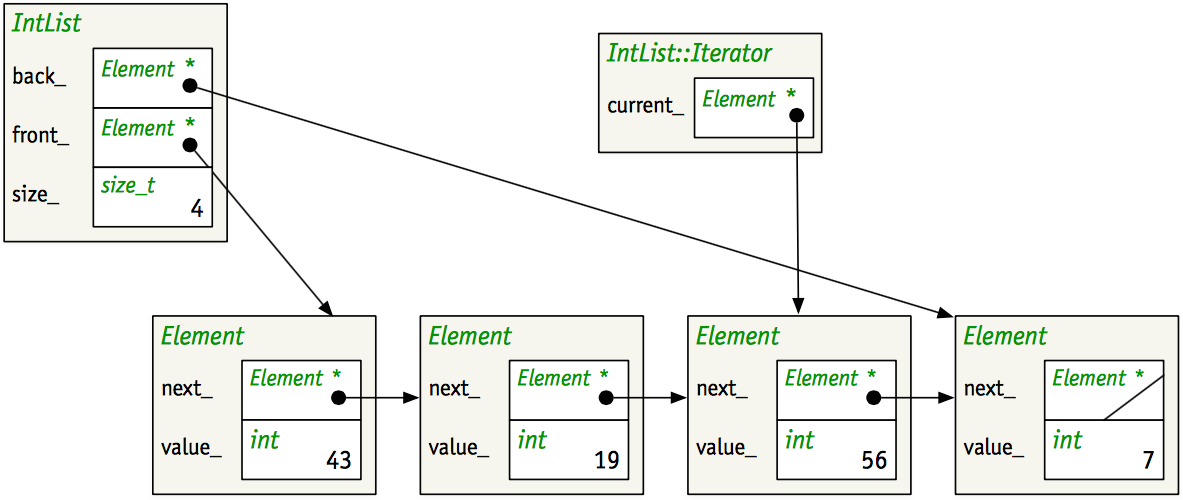 IntList
back_ Element *
front_ Element *
size_ size_t
4
IntList::Iterator
current_ Element *
Element
next_ Element *
value_ int
43
Element
next_ Element *
value_ int
19
Element
next_ Element *
value_ int
56
Element
next_ Element *
value_ int
7